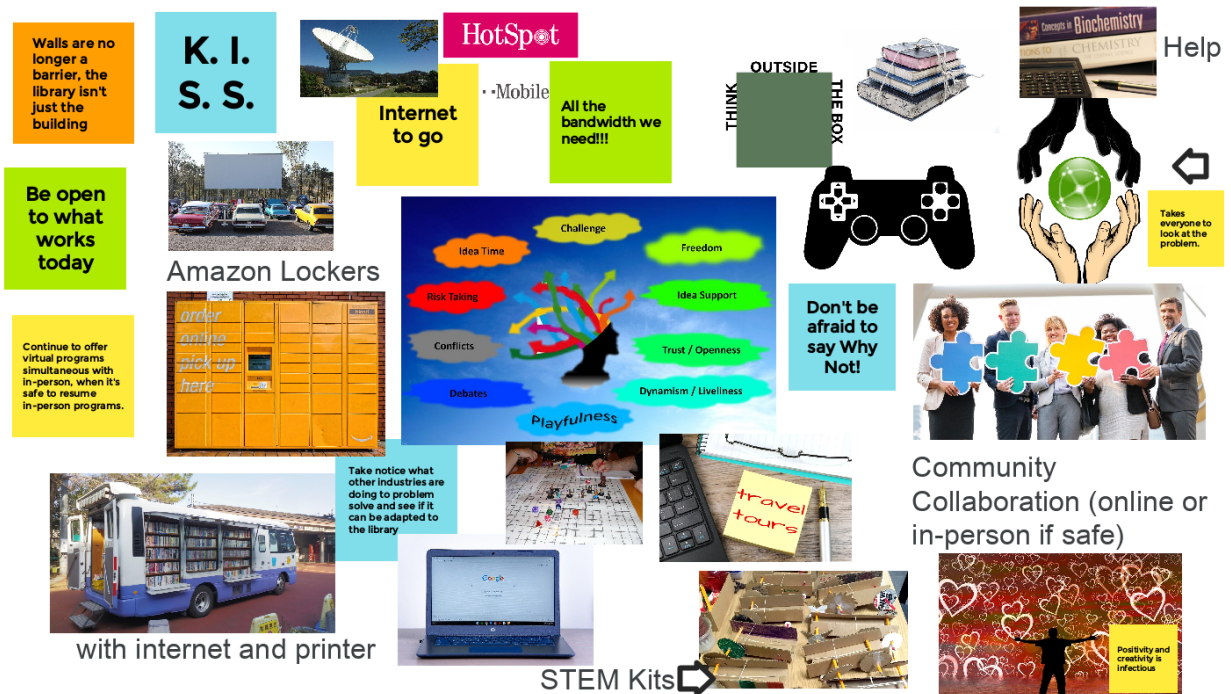 Walls are no
longer a
barrier, the
library isn't
just the
building
K. I.
S. S.
Internet
to go
HotSpot
··Mobile
All the
bandwidth we
need!!!
THINK
OUTSIDE
THE BOX
Concepts in Biochemistry
CHEMISTRY
Help
Be open
to what
works
today
Takes
everyone to
look at the
problem.
Amazon Lockers
order
online
pick up
here
Challenge
Idea Time
Freedom
Risk Taking
Idea Support
Conflicts
Trust / Openness
Debates
Dynamism / Liveliness
Playfulness
Don't be
afraid to
say Why
Not!
Continue to offer
virtual programs
simultaneous with
in-person, when it's
safe to resume
in-person programs.
Take notice what
other industries are
doing to problem
solve and see if it
can be adapted to
the library
travel
tours
Community
Collaboration (online or
in-person if safe)
Google
with internet and printer
STEM Kits
Positivity and
creativity is
infectious